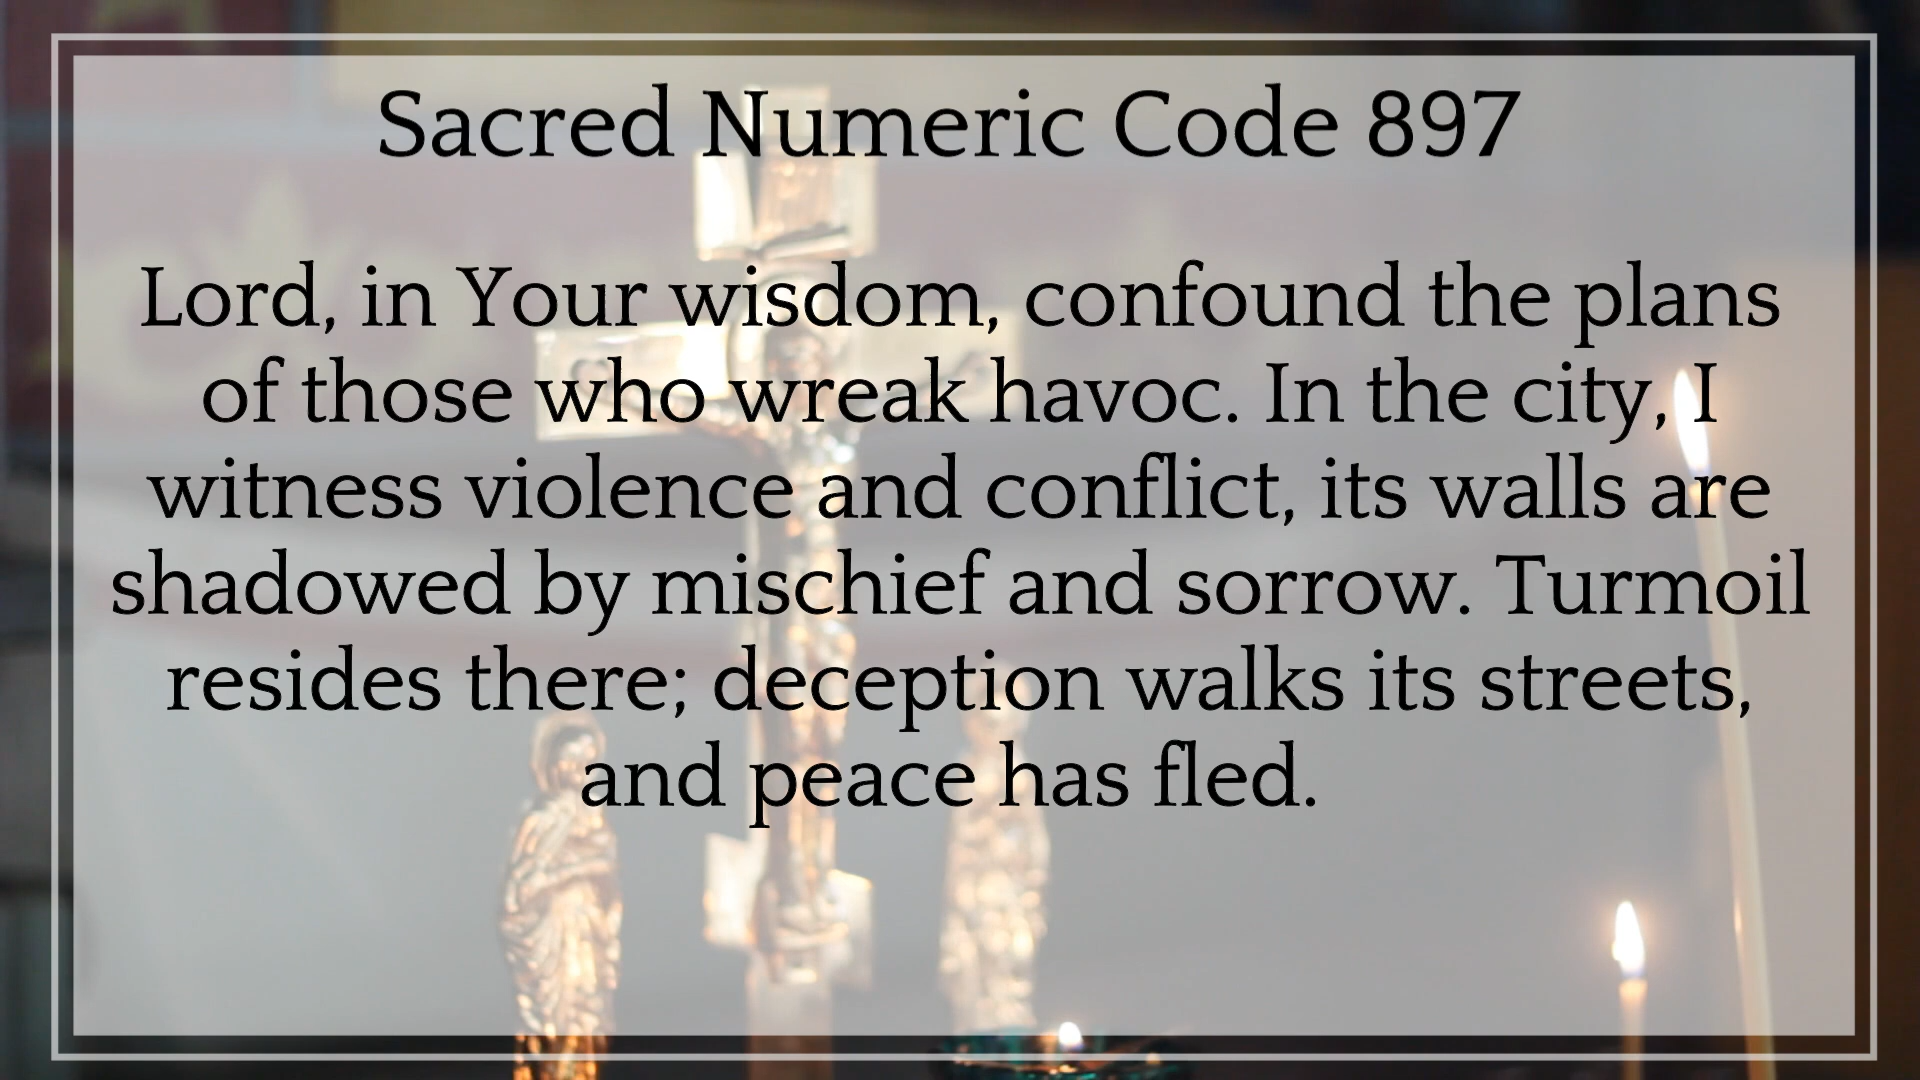 Sacred Numeric Code 897
Lord, in Your wisdom, confound the plans
of those who wreak havoc. In the city, I
witness violence and conflict, its walls are
shadowed by mischief and sorrow. Turmoil
resides there; deception walks its streets,
and peace has fled.